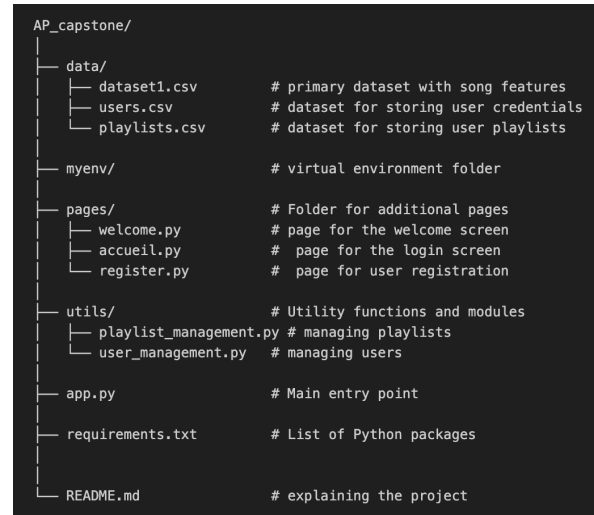 AP_capstone/
│
├── data/
│   ├── dataset1.csv         # primary dataset with song features
│   ├── users.csv            # dataset for storing user credentials
│   └── playlists.csv        # dataset for storing user playlists
│
├── myenv/                   # virtual environment folder
│
├── pages/                   # Folder for additional pages
│   ├── welcome.py           # page for the welcome screen
│   ├── accueil.py           #  page for the login screen
│   └── register.py          #  page for user registration
│
├── utils/                   # Utility functions and modules
│   ├── playlist_management.py # managing playlists
│   └── user_management.py   # managing users
│
├── app.py                   # Main entry point
│
├── requirements.txt         # List of Python packages
│
│
└── README.md                # explaining the project